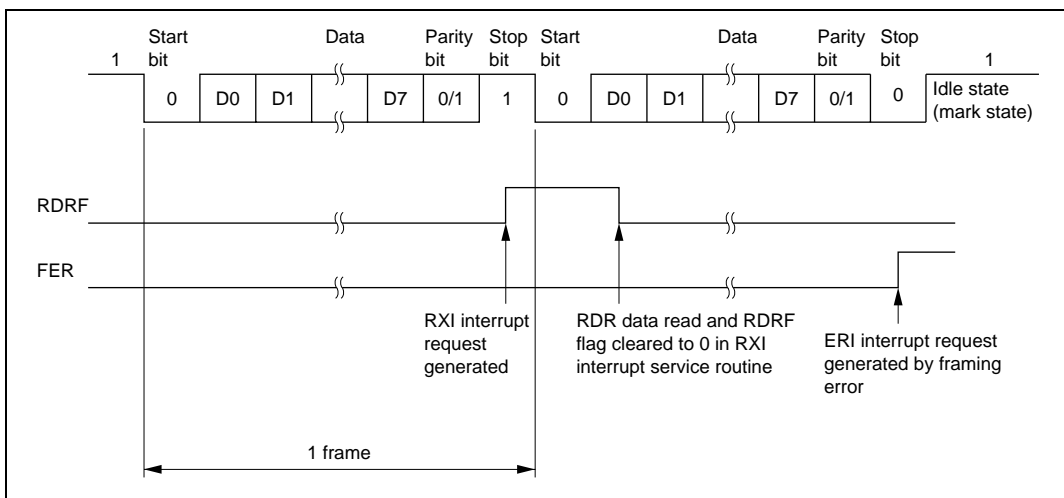 1
Start bit
Data
Parity bit
Stop bit
Start bit
Data
Parity bit
Stop bit
1
0 D0 D1 D7 0/1 1 0 D0 D1 D7 0/1 0
Idle state
(mark state)
RDRF
FER
RXI interrupt
request
generated
RDR data read and RDRF
flag cleared to 0 in RXI
interrupt service routine
ERI interrupt request
generated by framing
error
1 frame